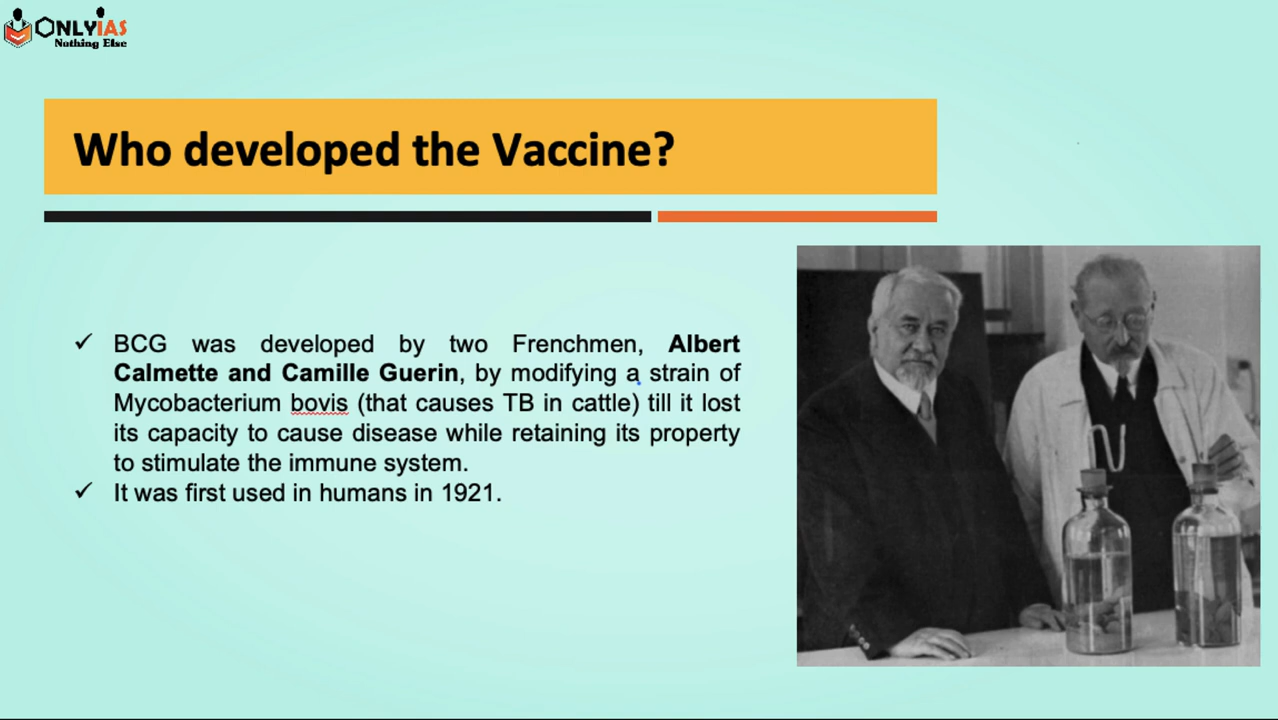 ONLYIAS
Nothing Else
Who developed the Vaccine?
✓ BCG was developed by two Frenchmen, Albert
Calmette and Camille Guerin, by modifying a strain of
Mycobacterium bovis (that causes TB in cattle) till it lost
its capacity to cause disease while retaining its property
to stimulate the immune system.
✓ It was first used in humans in 1921.